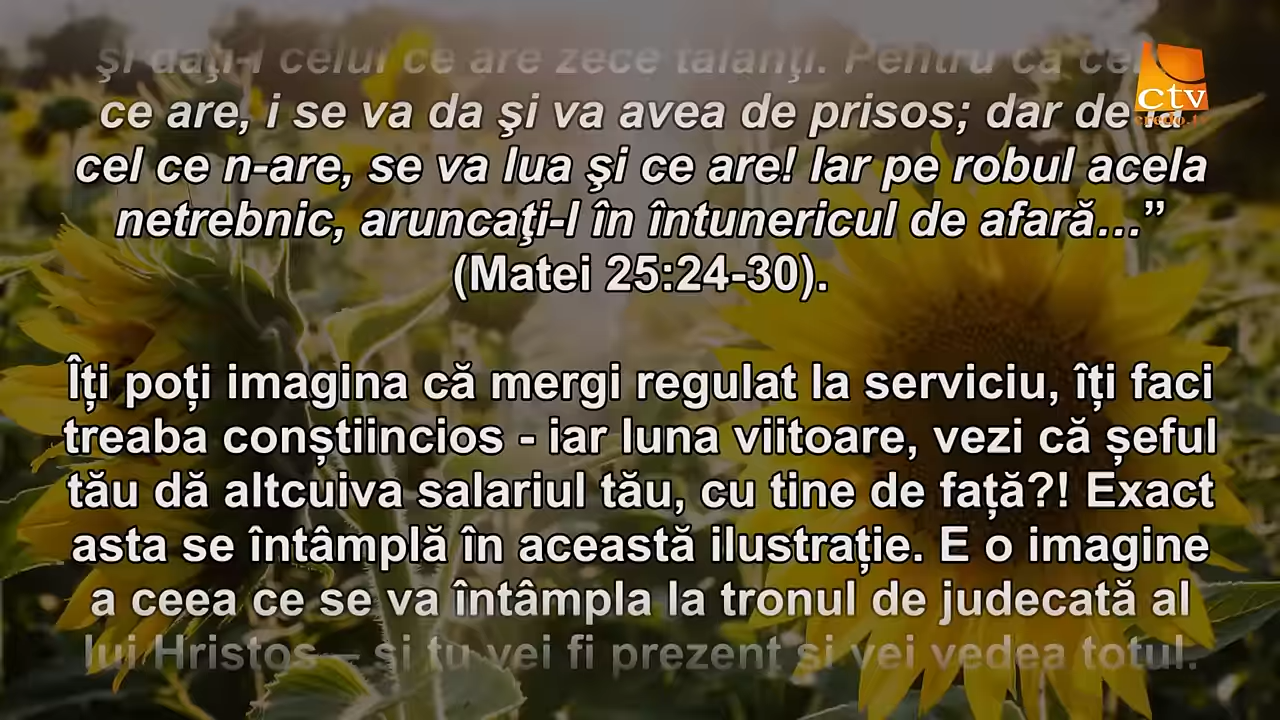 şi daţi-l celui ce are zece talanţi. Pentru că celui
ce are, i se va da şi va avea de prisos; dar de la
cel ce n-are, se va lua şi ce are! Iar pe robul acela
netrebnic, aruncaţi-l în întunericul de afară…”
(Matei 25:24-30).
Îți poți imagina că mergi regulat la serviciu, îți faci
treaba conștiincios - iar luna viitoare, vezi că șeful
tău dă altcuiva salariul tău, cu tine de față?! Exact
asta se întâmplă în această ilustrație. E o imagine
a ceea ce se va întâmpla la tronul de judecată al
lui Hristos – și tu vei fi prezent și vei vedea totul.
ctv
credo.tv